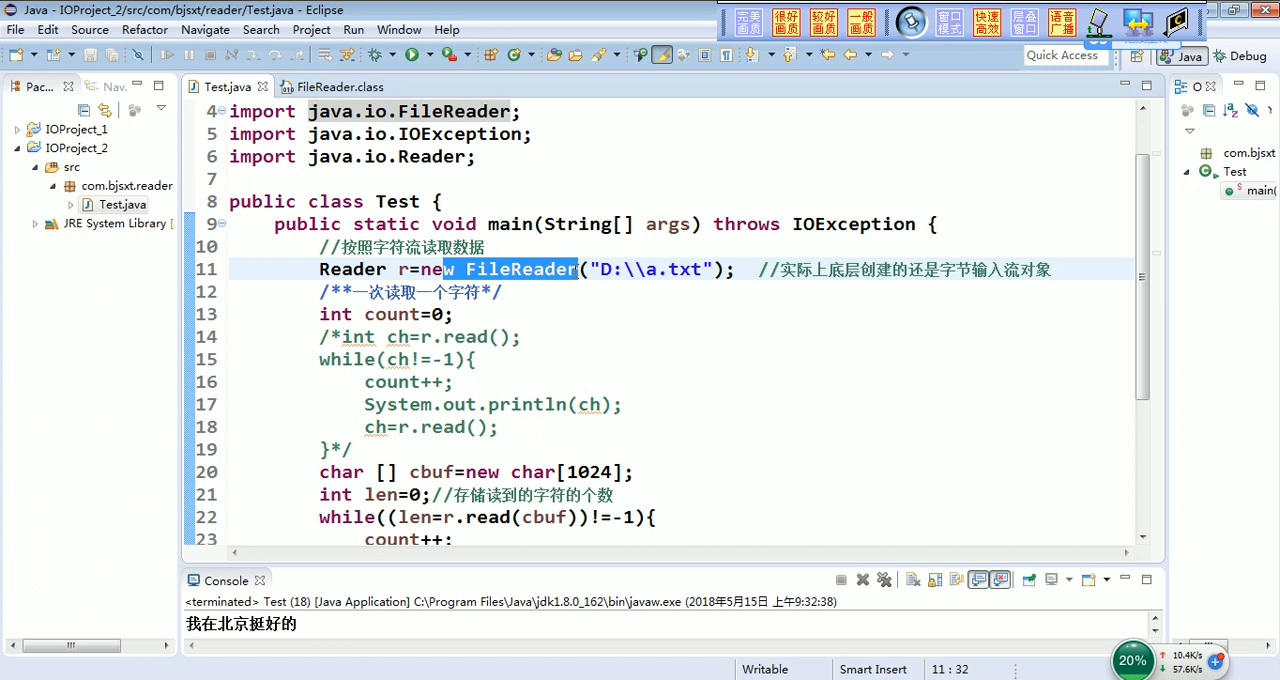 Java - IOProject_2/src/com/bjsxt/reader/Test.java - Eclipse
完美画质 很好画质 较好画质 一般画质 窗口模式 快速高效 层叠窗口 语音广播
File Edit Source Refactor Navigate Search Project Run Window Help
Quick Access Java Debug
Pac... Nav. Test.java FileReader.class O
IOProject_1
IOProject_2
src
com.bjsxt.reader
Test.java
JRE System Library [
4 import java.io.FileReader;
5 import java.io.IOException;
6 import java.io.Reader;
7
8 public class Test {
9 public static void main(String[] args) throws IOException {
10 //按照字符流读取数据
11 Reader r=new FileReader("D:\\a.txt"); //实际上底层创建的还是字节输入流对象
12 /**一次读取一个字符*/
13 int count=0;
14 /*int ch=r.read();
15 while(ch!=-1){
16 count++;
17 System.out.println(ch);
18 ch=r.read();
19 }*/
20 char [] cbuf=new char[1024];
21 int len=0;//存储读到的字符的个数
22 while((len=r.read(cbuf))!=-1){
23 count++;
com.bjsxt
Test
main(
Console
<terminated> Test (18) [Java Application] C:\Program Files\Java\jdk1.8.0_162\bin\javaw.exe (2018年5月15日 上午9:32:38)
我在北京挺好的
Writable Smart Insert 11 : 32
20% 10.4K/s
57.6K/s